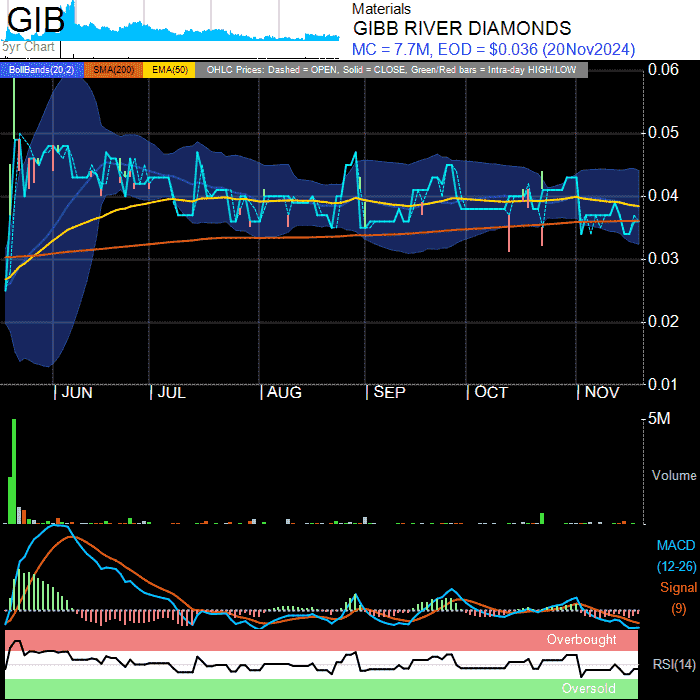 GIB
5yr Chart
Materials
GIBB RIVER DIAMONDS
MC = 7.7M, EOD = $0.036 (20Nov2024)
BollBands(20,2) SMA(200) EMA(50) OHLC Prices: Dashed = OPEN, Solid = CLOSE, Green/Red bars = Intra-day HIGH/LOW
0.06
0.05
0.04
0.03
0.02
0.01
JUN JUL AUG SEP OCT NOV
5M
Volume
MACD
(12-26)
Signal
(9)
Overbought
RSI(14)
Oversold